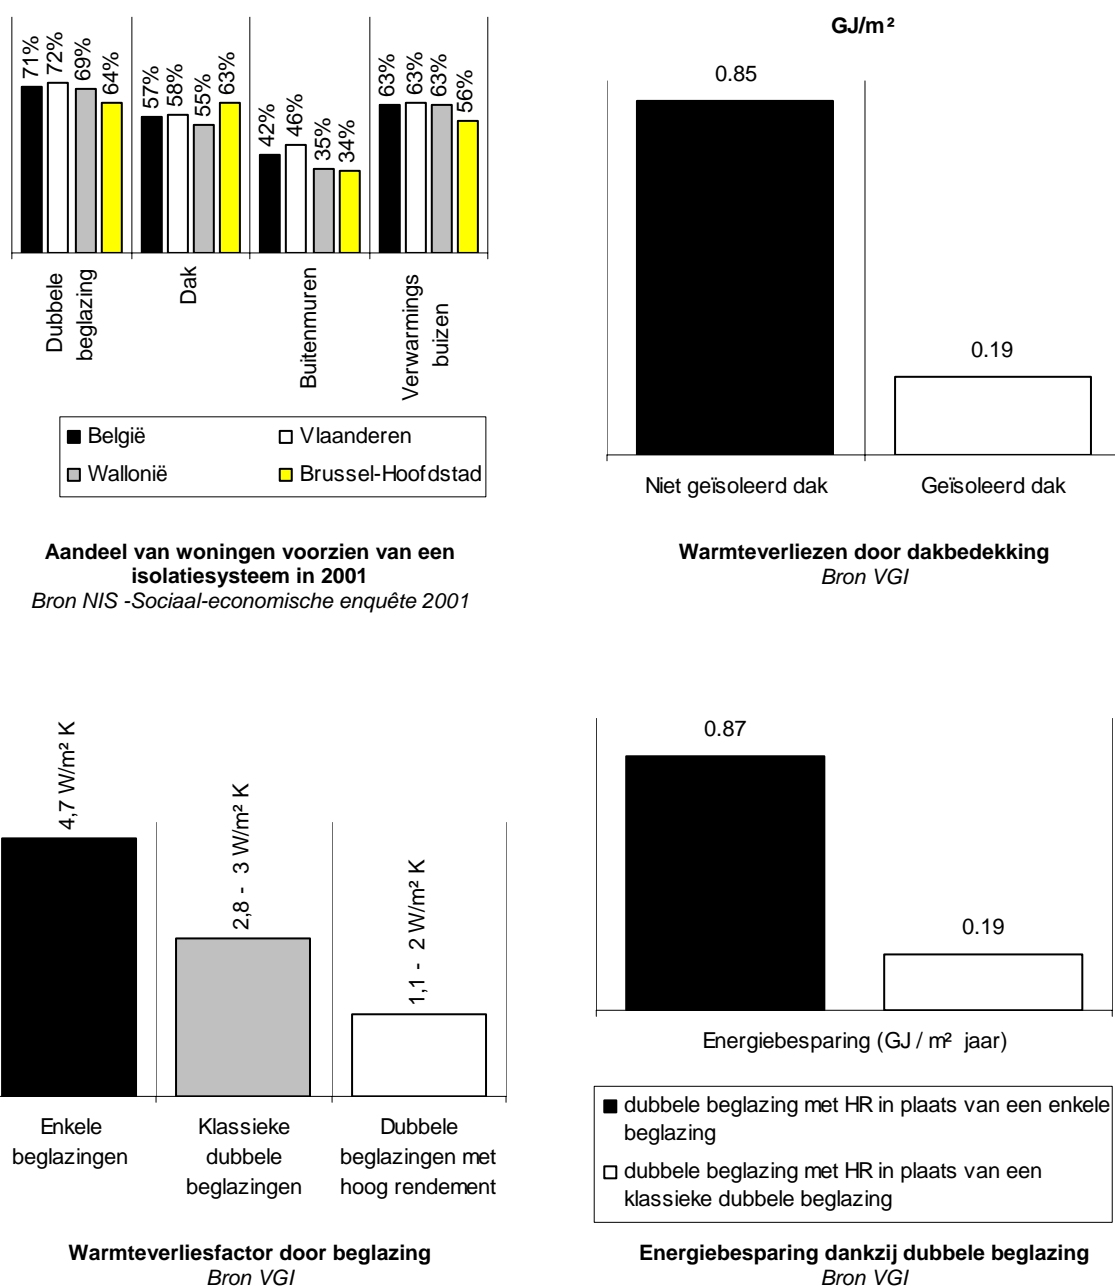 71%
72%
69%
64%
57%
58%
55%
63%
42%
46%
35%
34%
63%
63%
63%
56%
Dubbele
beglazing
Dak
Buitenmuren
Verwarmings
buizen
België
Vlaanderen
Wallonië
Brussel-Hoofdstad
Aandeel van woningen voorzien van een
isolatiesysteem in 2001
Bron NIS -Sociaal-economische enquête 2001
GJ/m²
0.85
0.19
Niet geïsoleerd dak
Geïsoleerd dak
Warmteverliezen door dakbedekking
Bron VGI
4,7 W/m² K
2,8 - 3 W/m² K
1,1 - 2 W/m² K
Enkele
beglazingen
Klassieke
dubbele
beglazingen
Dubbele
beglazingen met
hoog rendement
Warmteverliesfactor door beglazing
Bron VGI
0.87
0.19
Energiebesparing (GJ / m² jaar)
dubbele beglazing met HR in plaats van een enkele
beglazing
dubbele beglazing met HR in plaats van een
klassieke dubbele beglazing
Energiebesparing dankzij dubbele beglazing
Bron VGI